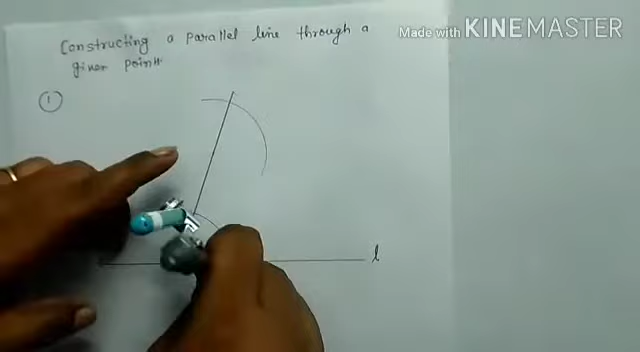 Constructing a parallel line through a
given point.
Made with KINEMASTER
1
l